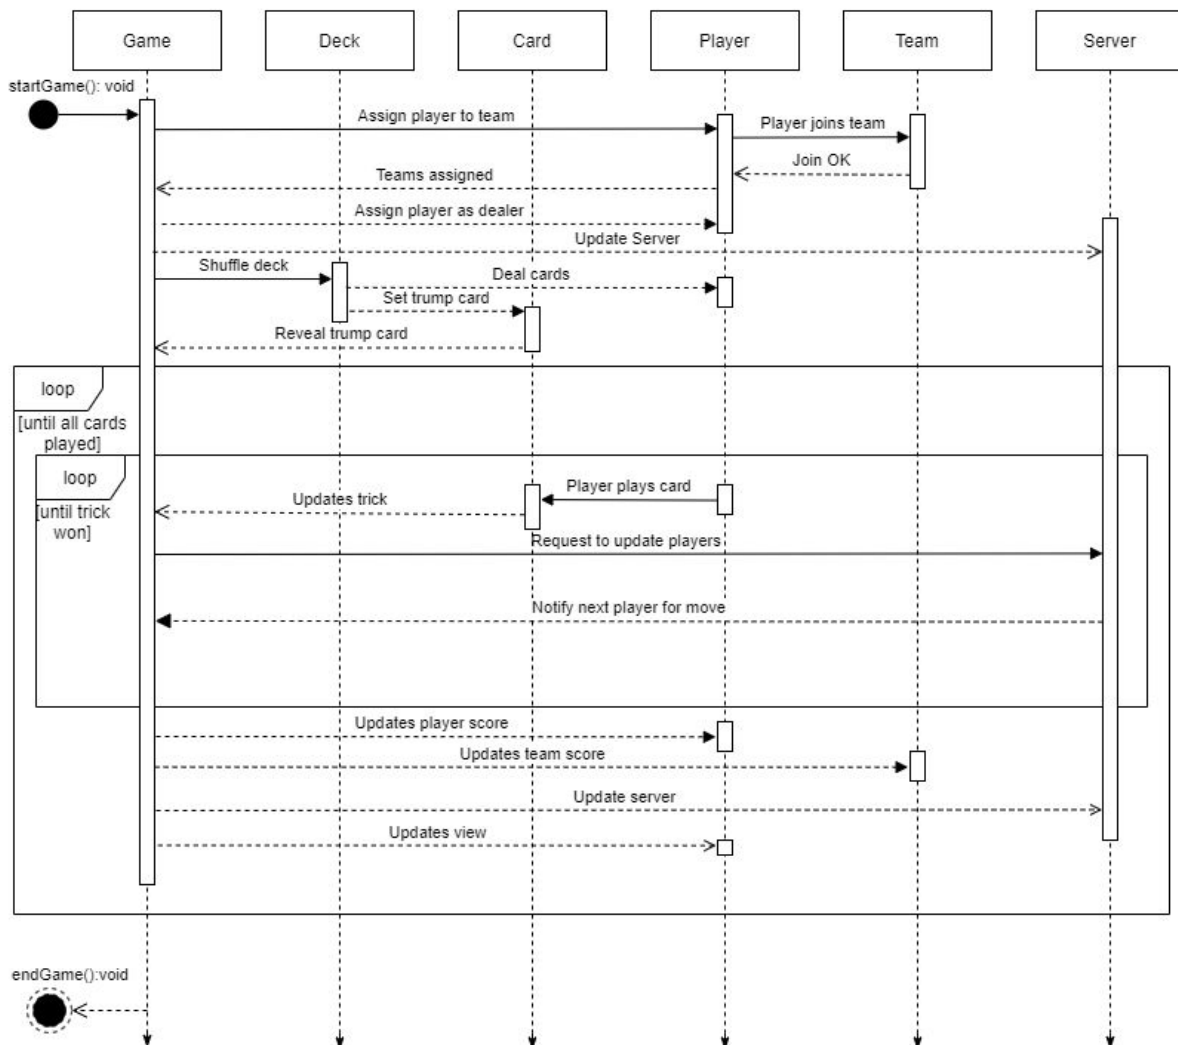 Game
Deck
Card
Player
Team
Server
startGame(): void
Assign player to team
Player joins team
Join OK
Teams assigned
Assign player as dealer
Update Server
Shuffle deck
Deal cards
Set trump card
Reveal trump card
loop
[until all cards
played]
loop
[until trick
won]
Player plays card
Updates trick
Request to update players
Notify next player for move
Updates player score
Updates team score
Update server
Updates view
endGame():void